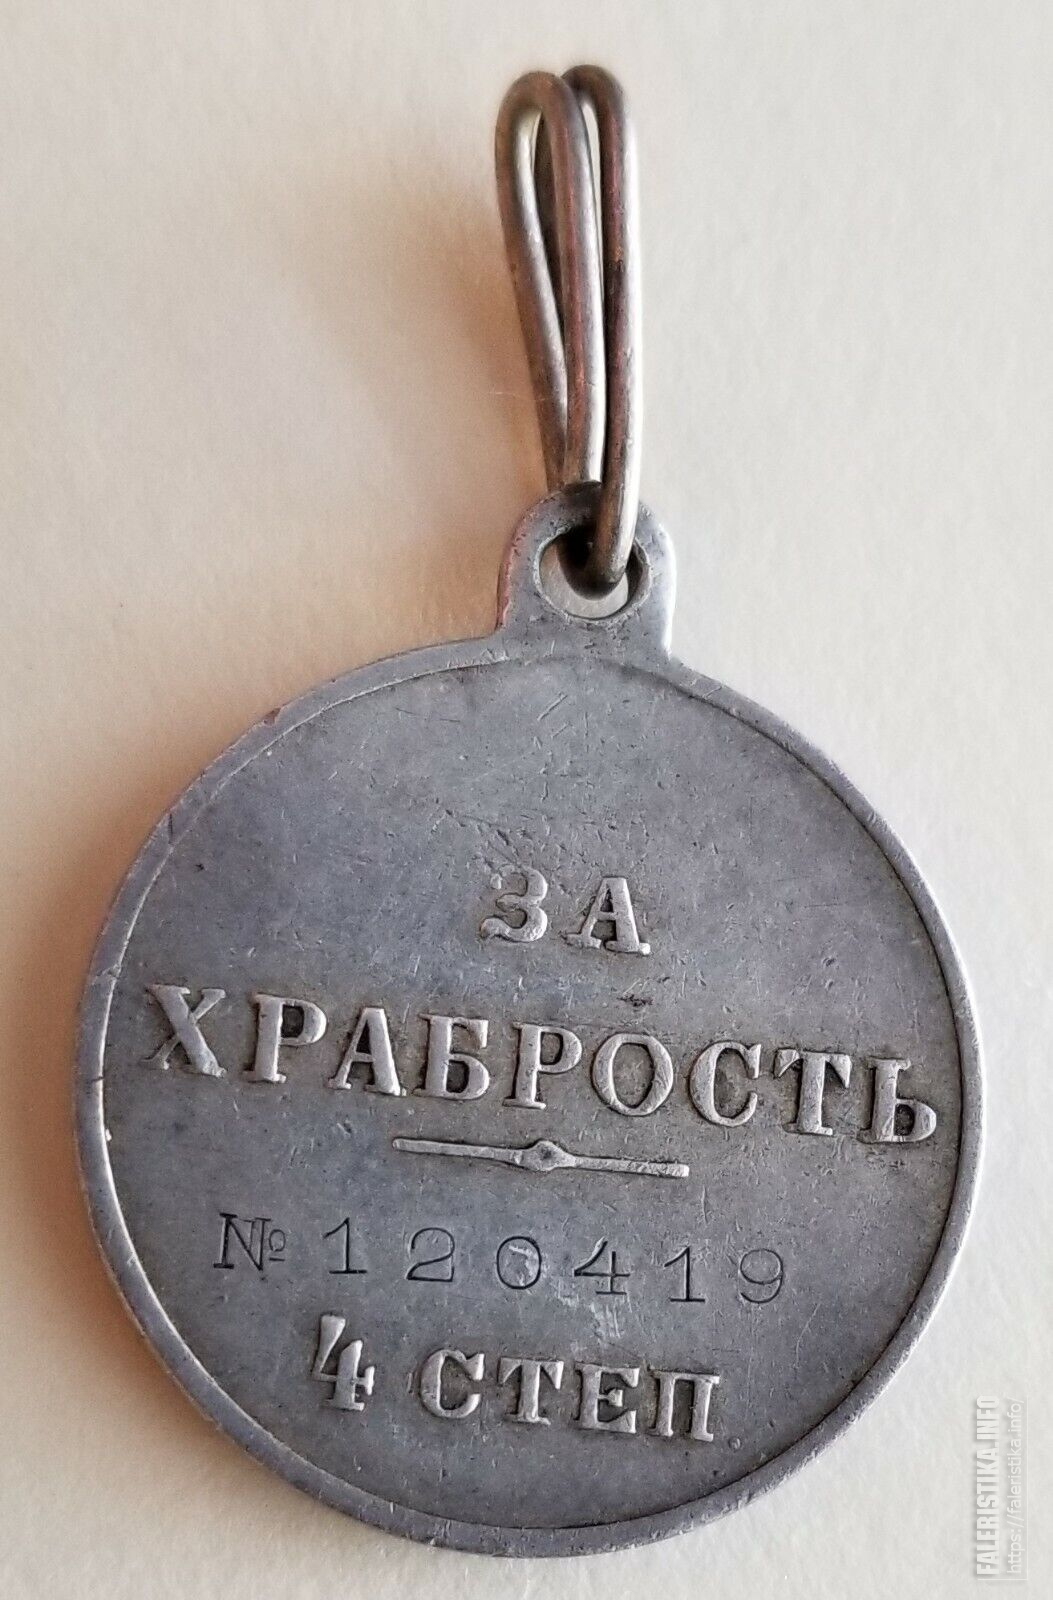 ЗА
ХРАБРОСТЬ
№ 120419
4 СТЕП.
FALERISTIKA.INFO
https://faleristika.info/